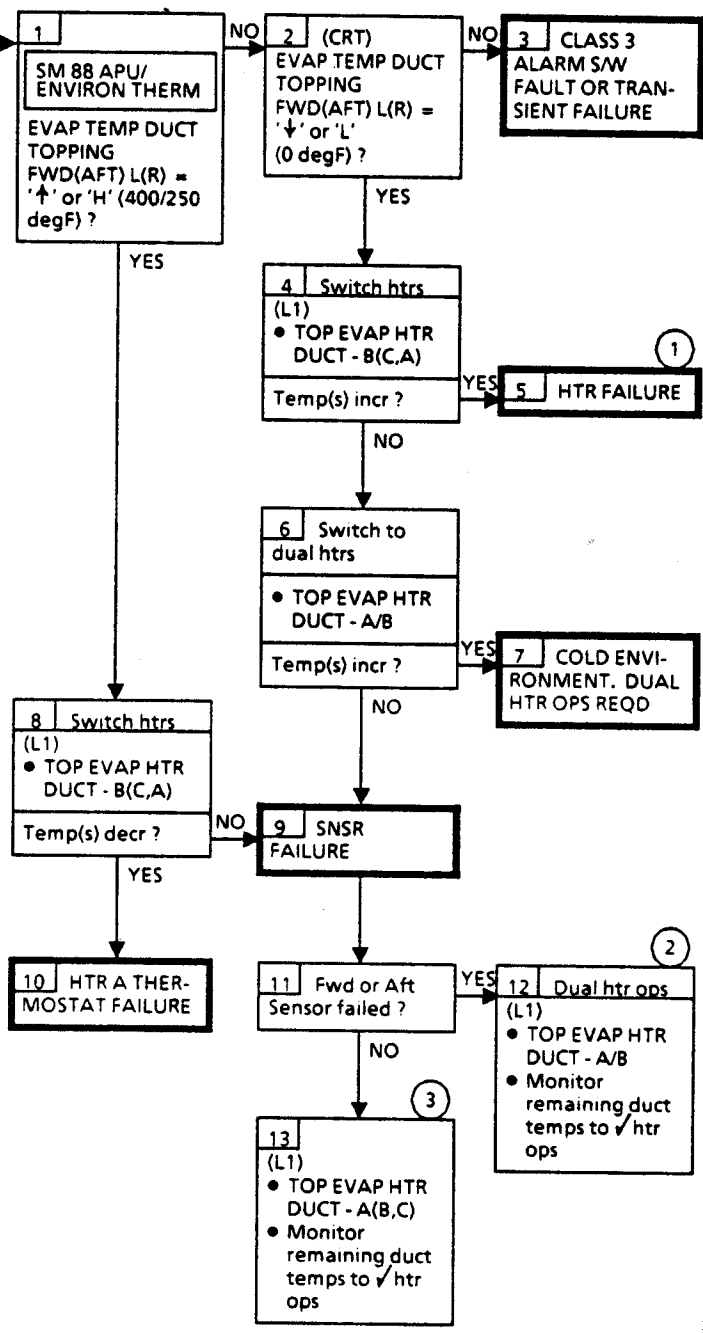 1
SM 88 APU/
ENVIRON THERM
EVAP TEMP DUCT
TOPPING
FWD(AFT) L(R) =
'↑' or 'H' (400/250
degF) ?
NO
YES
2 (CRT)
EVAP TEMP DUCT
TOPPING
FWD(AFT) L(R) =
'↓' or 'L'
(0 degF) ?
NO
YES
3 CLASS 3
ALARM S/W
FAULT OR TRAN-
SIENT FAILURE
4 Switch htrs
(L1)
● TOP EVAP HTR
DUCT - B(C,A)
Temp(s) incr ?
YES
NO
1
5 HTR FAILURE
6 Switch to
dual htrs
● TOP EVAP HTR
DUCT - A/B
Temp(s) incr ?
YES
NO
7 COLD ENVI-
RONMENT. DUAL
HTR OPS REQD
8 Switch htrs
(L1)
● TOP EVAP HTR
DUCT - B(C,A)
Temp(s) decr ?
NO
YES
9 SNSR
FAILURE
10 HTR A THER-
MOSTAT FAILURE
11 Fwd or Aft
Sensor failed ?
YES
NO
2
12 Dual htr ops
(L1)
● TOP EVAP HTR
DUCT - A/B
● Monitor
remaining duct
temps to ✓ htr
ops
3
13
(L1)
● TOP EVAP HTR
DUCT - A(B,C)
● Monitor
remaining duct
temps to ✓ htr
ops